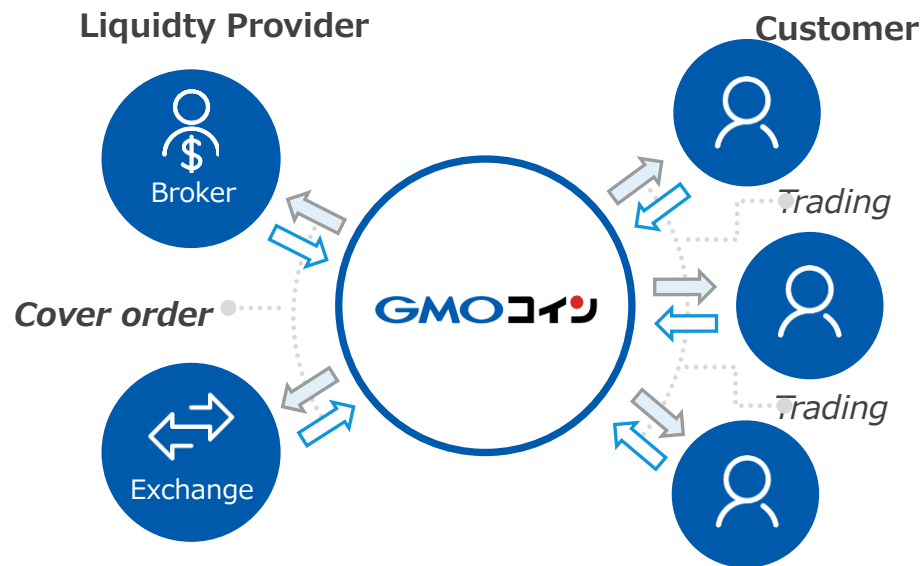 Liquidty Provider
Customer
Broker
Trading
Cover order
GMOコイン
Trading
Exchange